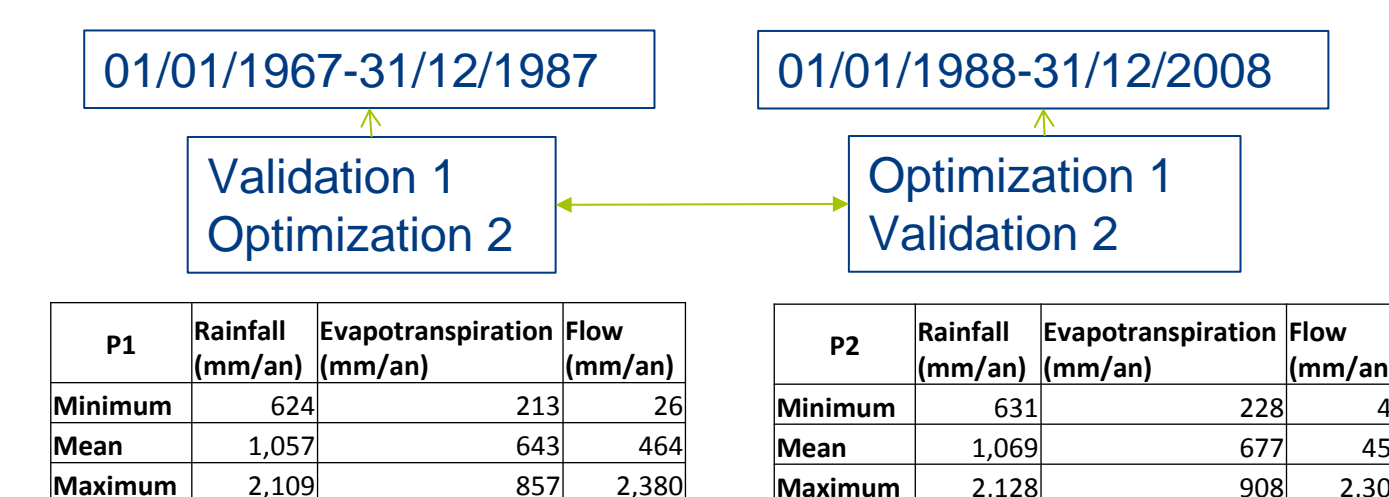 01/01/1967-31/12/1987
01/01/1988-31/12/2008
Validation 1
Optimization 2
Optimization 1
Validation 2
P1 Rainfall (mm/an) Evapotranspiration (mm/an) Flow (mm/an)
Minimum 624 213 26
Mean 1,057 643 464
Maximum 2,109 857 2,380
P2 Rainfall (mm/an) Evapotranspiration (mm/an) Flow (mm/an
Minimum 631 228
Mean 1,069 677
Maximum 2,128 908